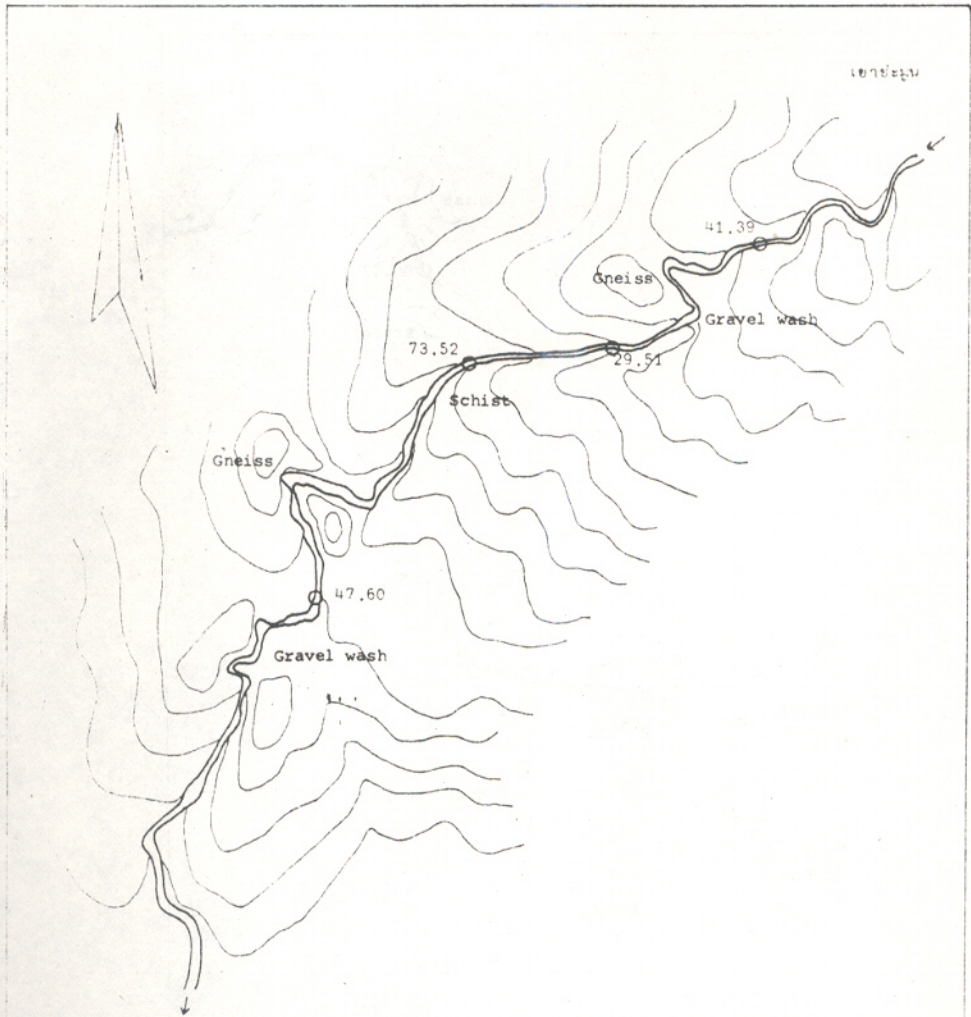 เขาปะมูน
41.39
Gneiss
Gravel wash
73.52
29.51
Schist
Gneiss
47.60
Gravel wash